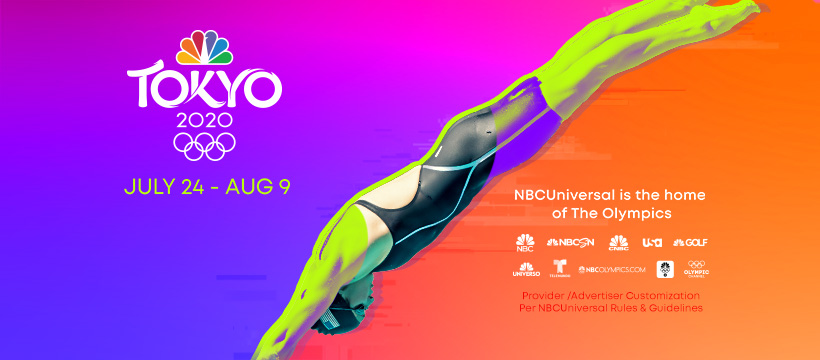 TOKYO
2020
JULY 24 - AUG 9
NBCUniversal is the home
of The Olympics
NBC NBCSN CNBC USA GOLF
UNIVERSO TELEMUNDO NBCOLYMPICS.COM OLYMPIC
CHANNEL
Provider /Advertiser Customization
Per NBCUniversal Rules & Guidelines